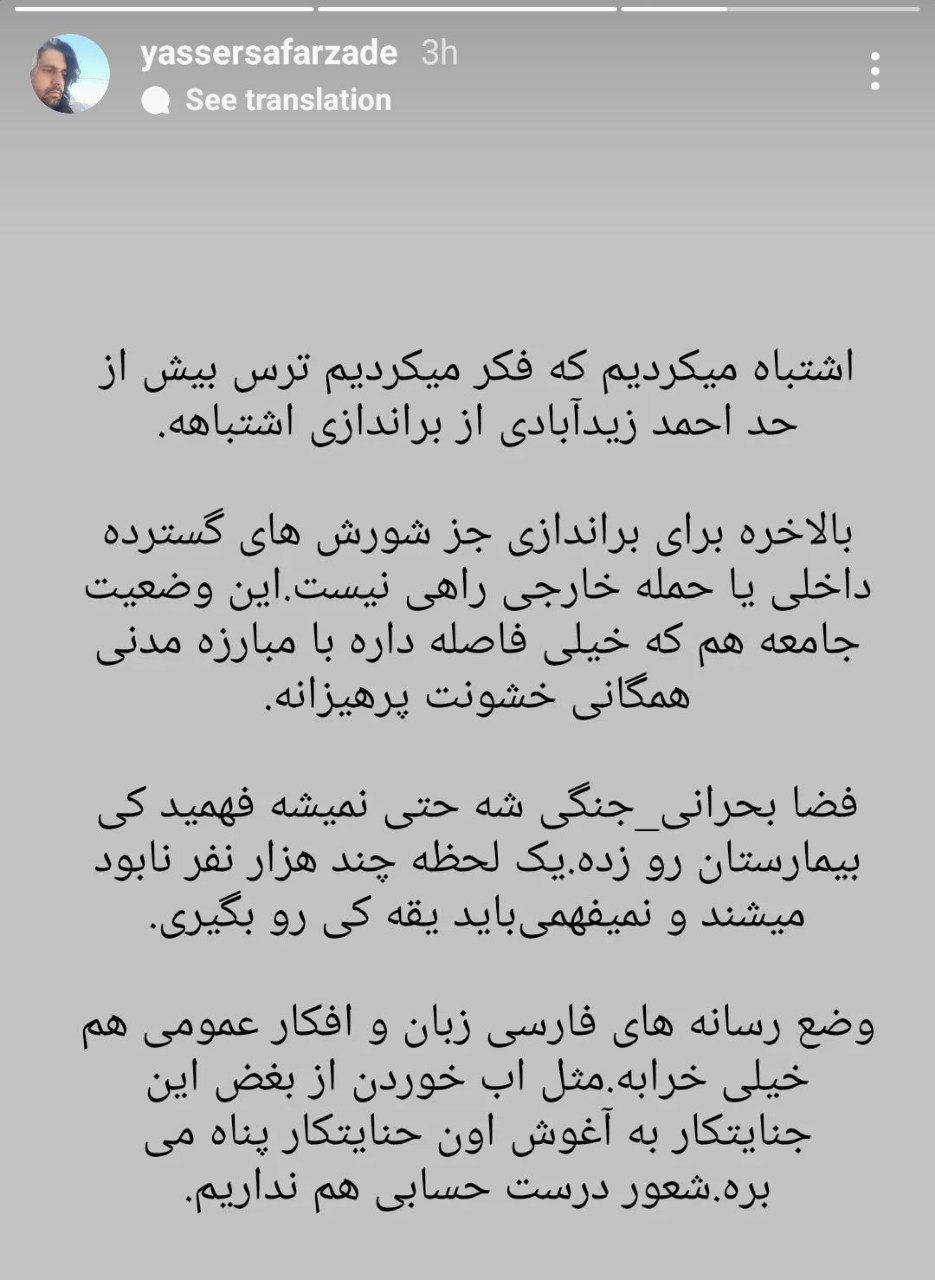 yassersafarzade 3h
See translation
اشتباه میکردیم که فکر میکردیم ترس بیش از
حد احمد زیدآبادی از براندازی اشتباهه.
بالاخره برای براندازی جز شورش های گسترده
داخلی یا حمله خارجی راهی نیست.این وضعیت
جامعه هم که خیلی فاصله داره با مبارزه مدنی
همگانی خشونت پرهیزانه.
فضا بحرانی_جنگی شه حتی نمیشه فهمید کی
بیمارستان رو زده.یک لحظه چند هزار نفر نابود
میشند و نمیفهمی‌باید یقه کی رو بگیری.
وضع رسانه های فارسی زبان و افکار عمومی هم
خیلی خرابه.مثل اب خوردن از بغض این
جنایتکار به آغوش اون حنایتکار پناه می
بره.شعور درست حسابی هم نداریم.